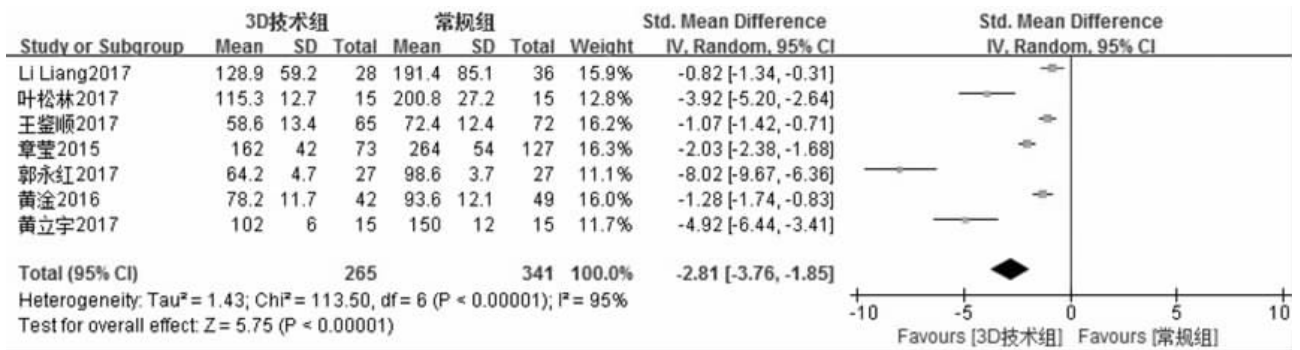 3D技术组 常规组 Std. Mean Difference Std. Mean Difference
Study or Subgroup Mean SD Total Mean SD Total Weight IV, Random, 95% CI IV, Random, 95% CI
Li Liang2017 128.9 59.2 28 191.4 85.1 36 15.9% -0.82 [-1.34, -0.31]
叶松林2017 115.3 12.7 15 200.8 27.2 15 12.8% -3.92 [-5.20, -2.64]
王鉴顺2017 58.6 13.4 65 72.4 12.4 72 16.2% -1.07 [-1.42, -0.71]
章莹2015 162 42 73 264 54 127 16.3% -2.03 [-2.38, -1.68]
郭永红2017 64.2 4.7 27 98.6 3.7 27 11.1% -8.02 [-9.67, -6.36]
黄淦2016 78.2 11.7 42 93.6 12.1 49 16.0% -1.28 [-1.74, -0.83]
黄立宇2017 102 6 15 150 12 15 11.7% -4.92 [-6.44, -3.41]
Total (95% CI) 265 341 100.0% -2.81 [-3.76, -1.85]
Heterogeneity: Tau² = 1.43; Chi² = 113.50, df = 6 (P < 0.00001); I² = 95%
Test for overall effect: Z = 5.75 (P < 0.00001)
-10 -5 0 5 10
Favours [3D技术组] Favours [常规组]